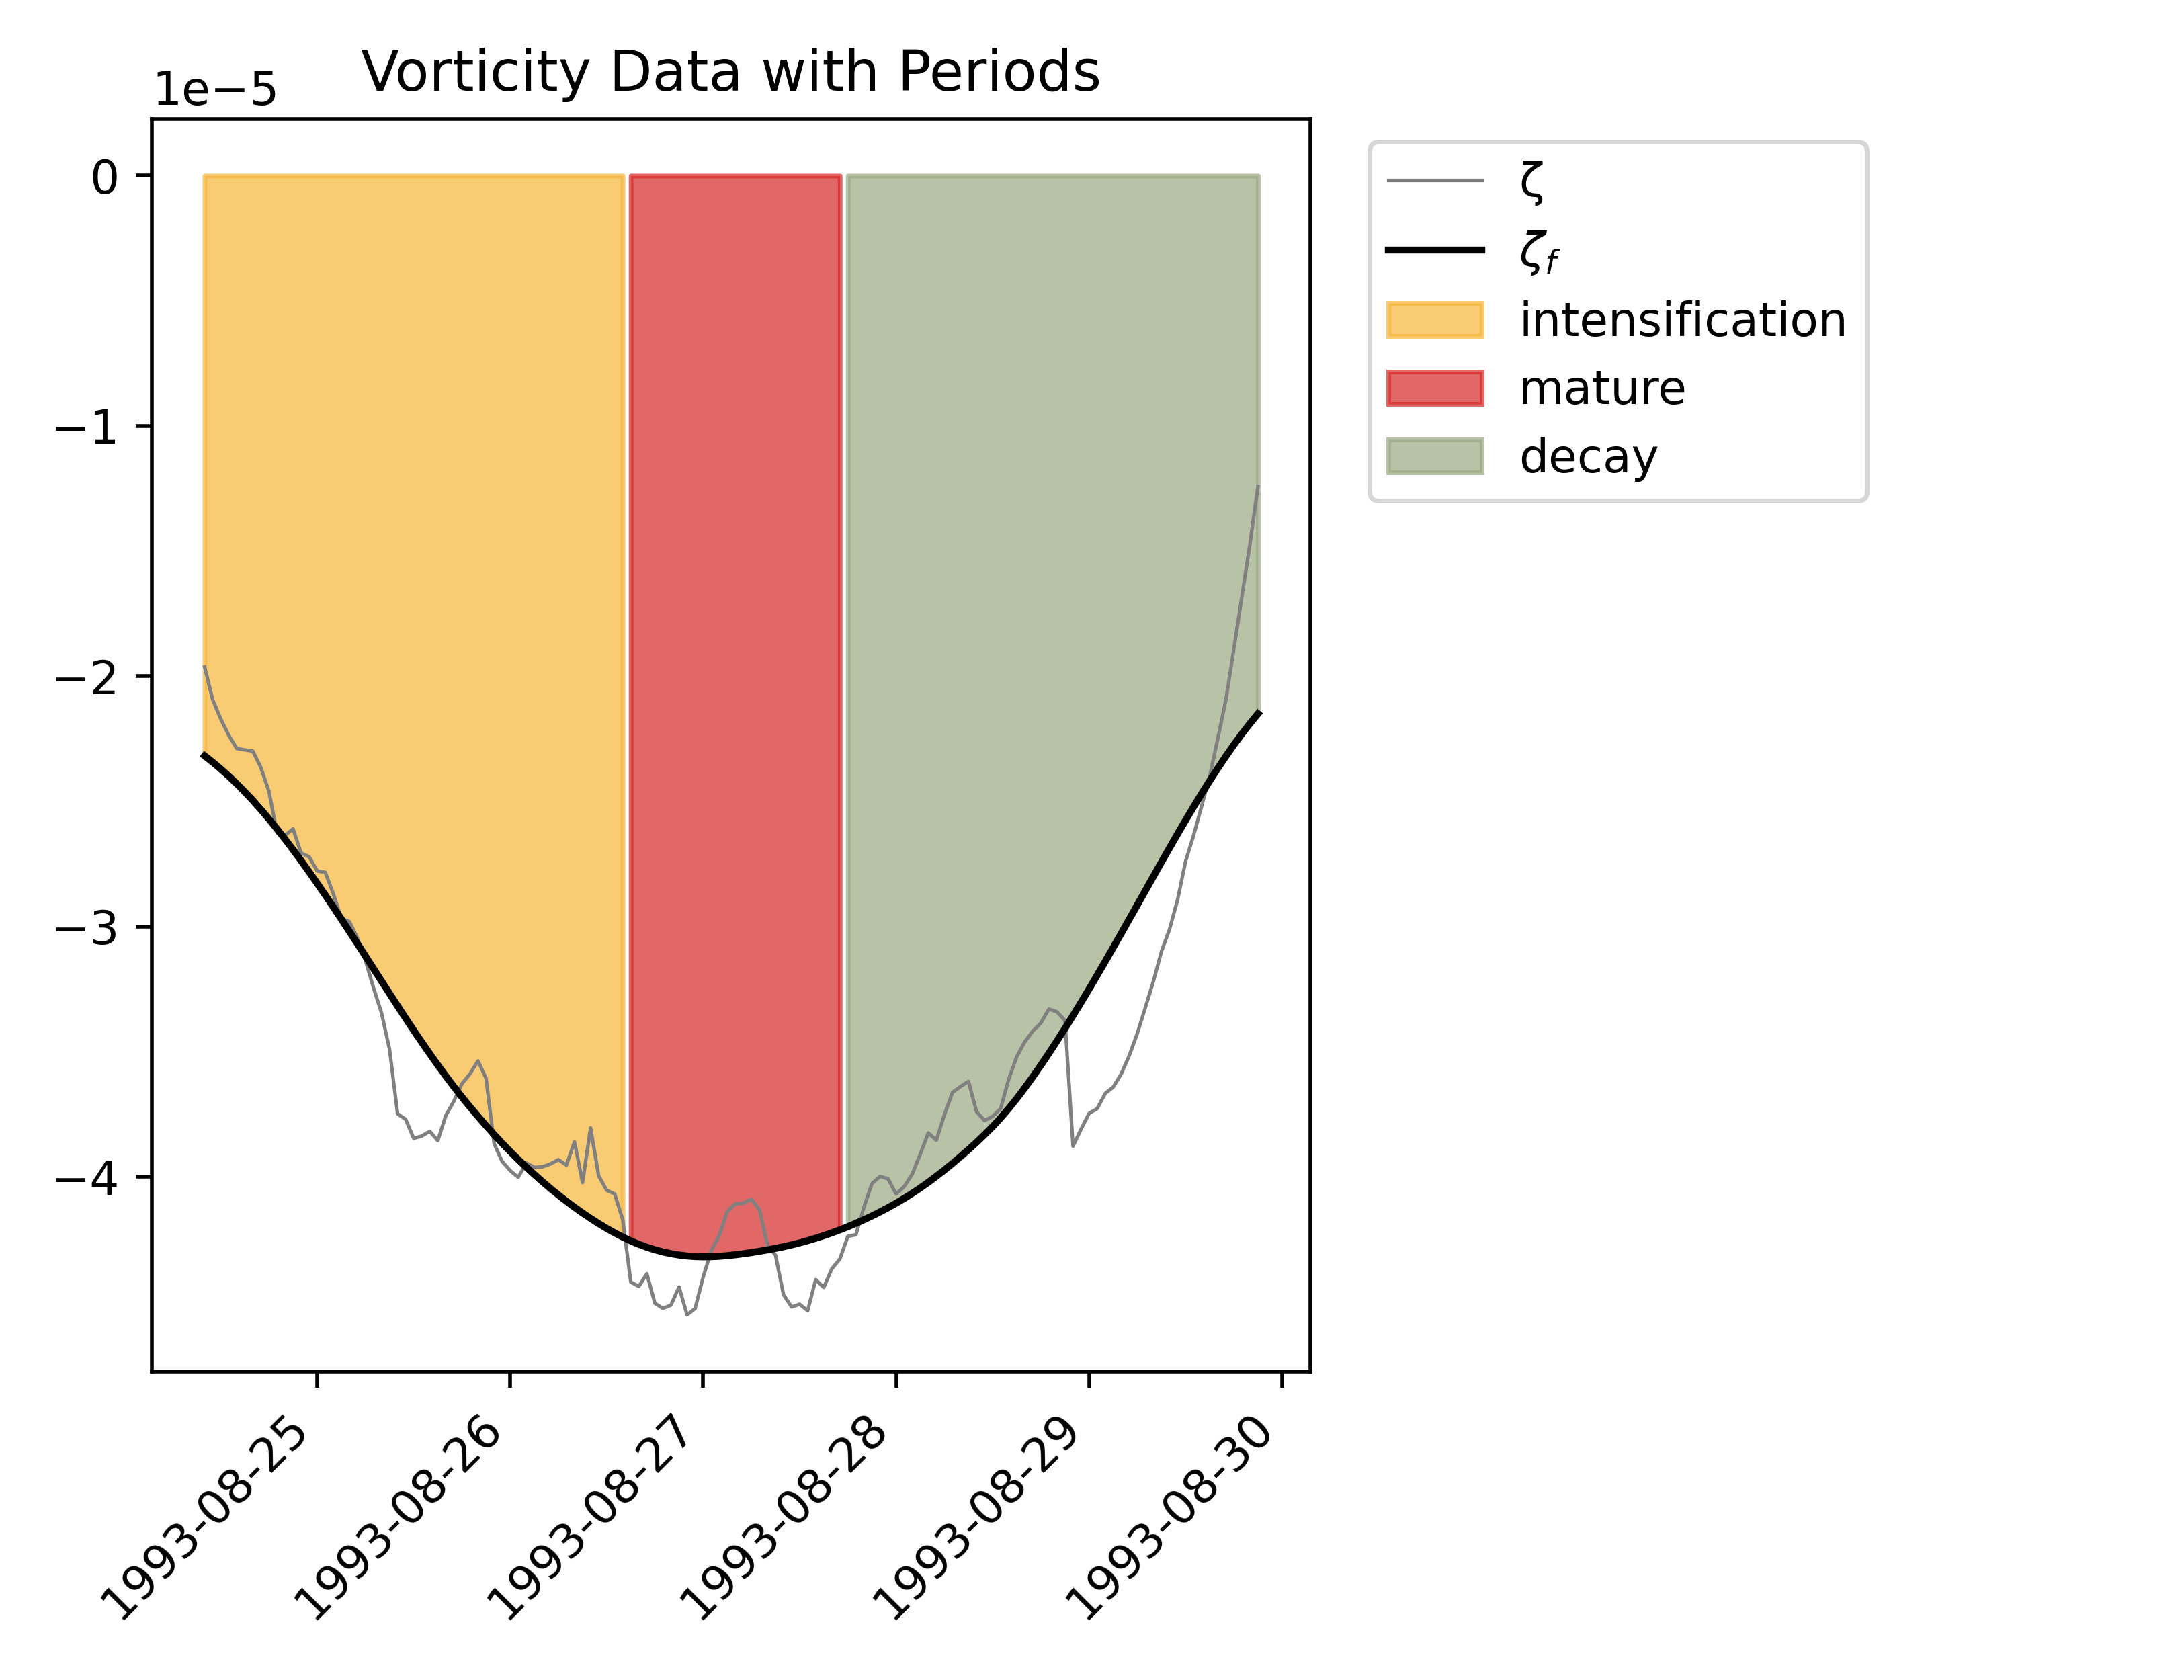 Vorticity Data with Periods
1e−5
0
−1
−2
−3
−4
1993-08-25
1993-08-26
1993-08-27
1993-08-28
1993-08-29
1993-08-30
ζ
ζf
intensification
mature
decay